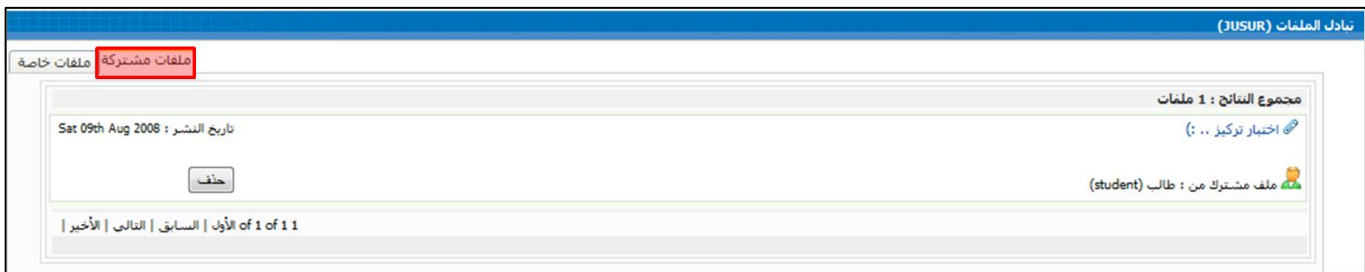 تبادل الملفات (JUSUR)
ملفات مشتركة
ملفات خاصة
مجموع النتائج : 1 ملفات
اختبار تركيز .. :)
تاريخ النشر : Sat 09th Aug 2008
ملف مشترك من : طالب (student)
حذف
1 of 1 of 1 الأول | السابق | التالي | الأخير |